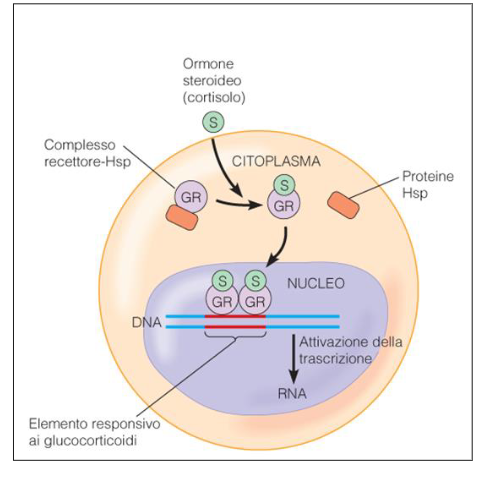 Ormone
steroideo
(cortisolo)
S
Complesso
recettore-Hsp
CITOPLASMA
Proteine
Hsp
GR
S
GR
S
S
NUCLEO
GR
GR
DNA
Attivazione della
trascrizione
RNA
Elemento responsivo
ai glucocorticoidi